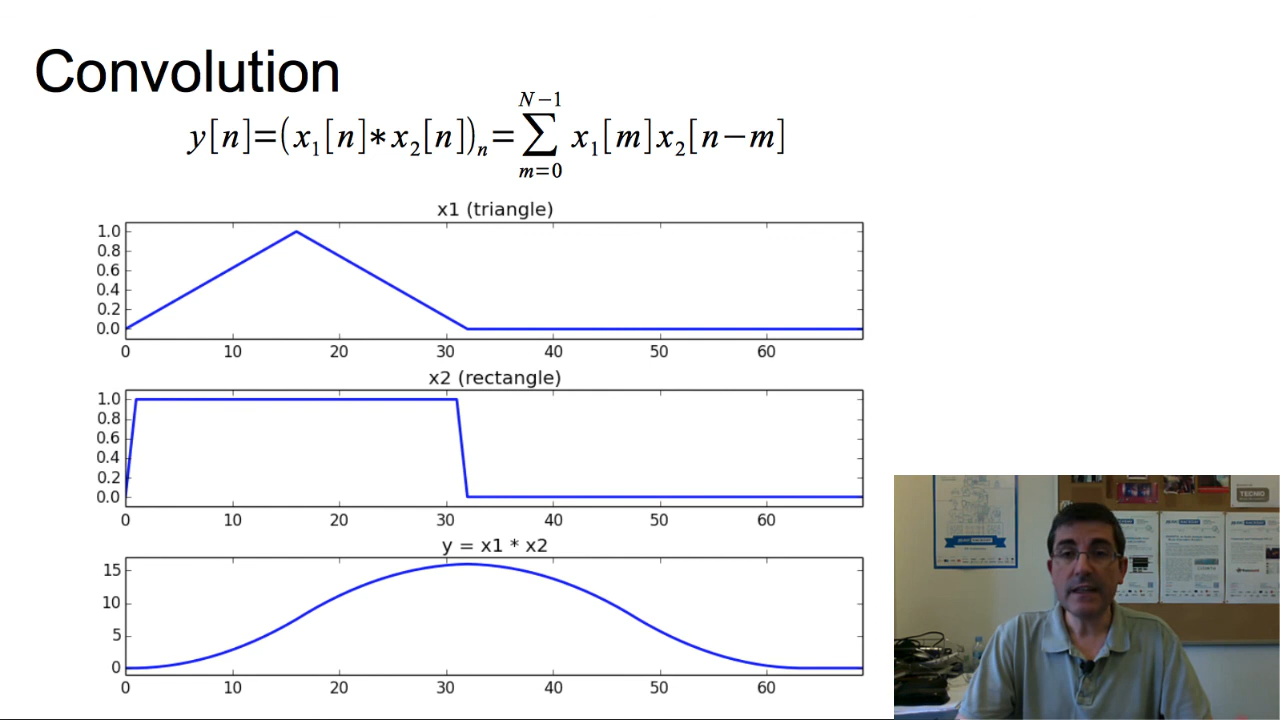 Convolution
y[n]=(x₁[n]∗x₂[n])ₙ=∑ᵐ₌₀ᴺ⁻¹ x₁[m]x₂[n−m]
x1 (triangle)
1.0
0.8
0.6
0.4
0.2
0.0
0 10 20 30 40 50 60
x2 (rectangle)
1.0
0.8
0.6
0.4
0.2
0.0
0 10 20 30 40 50 60
y = x1 * x2
15
10
5
0
0 10 20 30 40 50 60
TECNIO